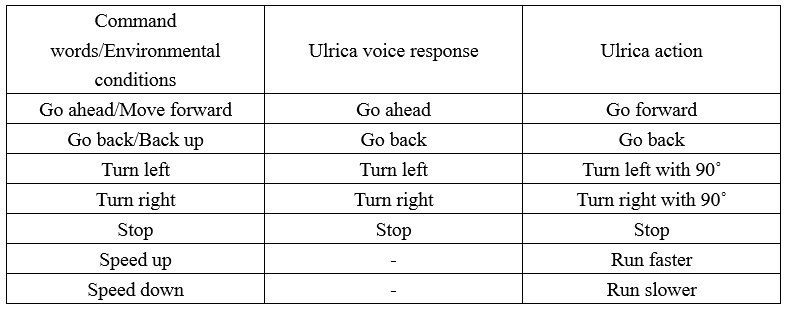 Command
words/Environmental
conditions
Ulrica voice response
Ulrica action
Go ahead/Move forward
Go ahead
Go forward
Go back/Back up
Go back
Go back
Turn left
Turn left
Turn left with 90°
Turn right
Turn right
Turn right with 90°
Stop
Stop
Stop
Speed up
-
Run faster
Speed down
-
Run slower